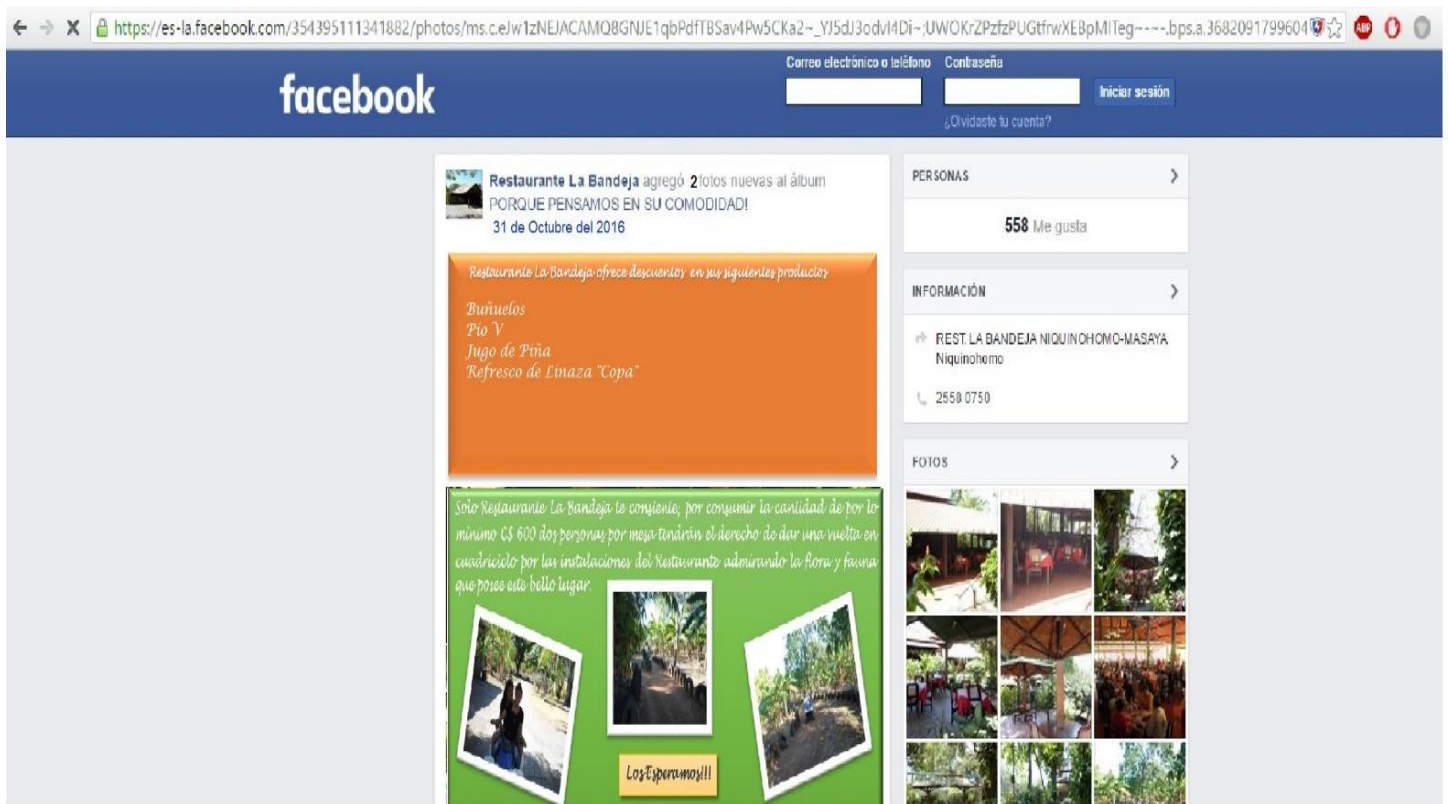 https://es-la.facebook.com/354395111341882/photos/ms.c.eJw1zNEJACAMQ8GNJE1qbPdfTBSav4Pw5CKa2~_YJ5dJ3odvI4Di~;UWOKrZPzfzPUGtfrwXEBpMITeg~-~-.bps.a.3682091799604
ABP
facebook
Correo electrónico o teléfono
Contraseña
Iniciar sesión
¿Olvidaste tu cuenta?
Restaurante La Bandeja agregó 2 fotos nuevas al álbum
PORQUE PENSAMOS EN SU COMODIDAD!
31 de Octubre del 2016
Restaurante La Bandeja ofrece descuentos en sus siguientes productos
Buñuelos
Pio V
Jugo de Piña
Refresco de Linaza "Copa"
Solo Restaurante La Bandeja te consiente, por consumir la cantidad de por lo
mínimo C$ 600 dos personas por mesa tendrán el derecho de dar una vuelta en
cuadriciclo por las instalaciones del Restaurante admirando la flora y fauna
que posee este bello lugar.
Los Esperamos!!!
PERSONAS
558 Me gusta
INFORMACIÓN
REST. LA BANDEJA NIQUINOHOMO-MASAYA.
Niquinohomo
2558 0750
FOTOS